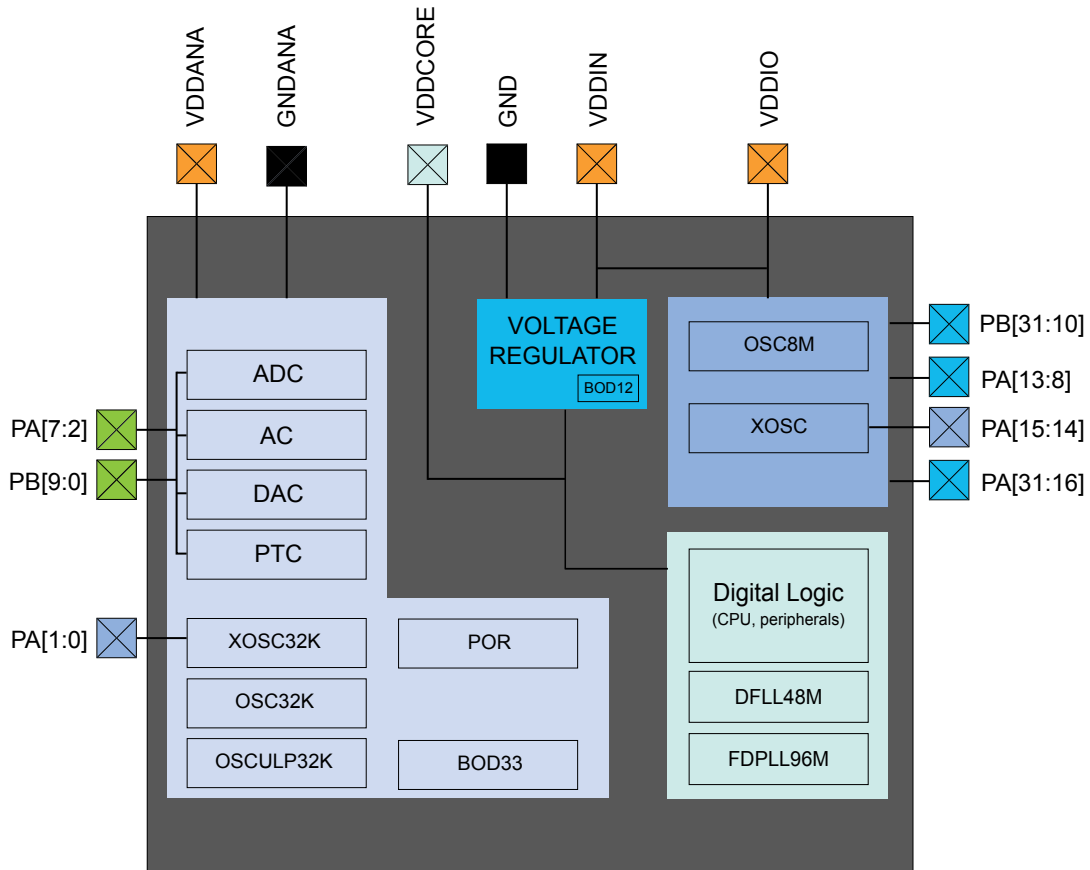 VDDANA
GNDANA
VDDCORE
GND
VDDIN
VDDIO
VOLTAGE
REGULATOR
BOD12
OSC8M
XOSC
PB[31:10]
PA[13:8]
PA[15:14]
PA[31:16]
ADC
AC
DAC
PTC
PA[7:2]
PB[9:0]
PA[1:0]
XOSC32K
POR
OSC32K
OSCULP32K
BOD33
Digital Logic
(CPU, peripherals)
DFLL48M
FDPLL96M